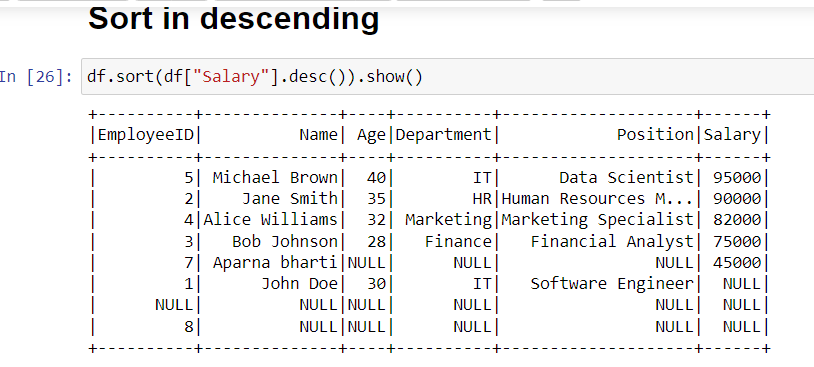 Sort in descending
In [26]: df.sort(df["Salary"].desc()).show()
+----------+--------------+----+----------+--------------------+------+
|EmployeeID|          Name| Age|Department|            Position|Salary|
+----------+--------------+----+----------+--------------------+------+
|         5| Michael Brown|  40|        IT|      Data Scientist| 95000|
|         2|    Jane Smith|  35|        HR|Human Resources M...| 90000|
|         4|Alice Williams|  32| Marketing|Marketing Specialist| 82000|
|         3|   Bob Johnson|  28|   Finance|   Financial Analyst| 75000|
|         7| Aparna bharti|NULL|      NULL|                NULL| 45000|
|         1|      John Doe|  30|        IT|   Software Engineer|  NULL|
|      NULL|          NULL|NULL|      NULL|                NULL|  NULL|
|         8|          NULL|NULL|      NULL|                NULL|  NULL|
+----------+--------------+----+----------+--------------------+------+